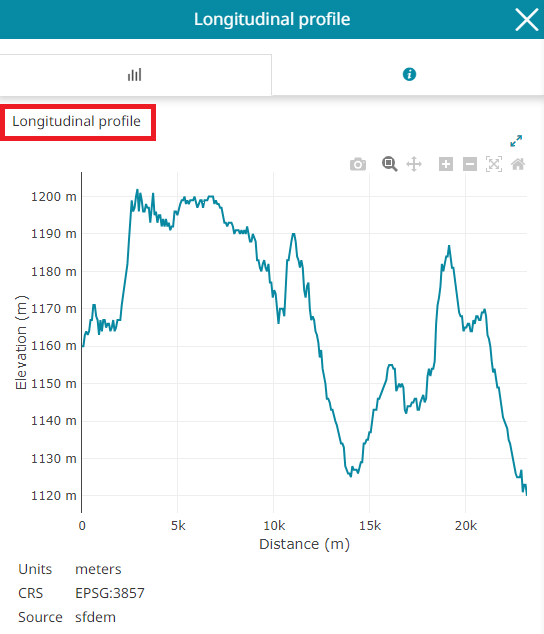 Longitudinal profile
Longitudinal profile
1200 m
1190 m
1180 m
1170 m
1160 m
1150 m
1140 m
1130 m
1120 m
Elevation (m)
0 5k 10k 15k 20k
Distance (m)
Units meters
CRS EPSG:3857
Source sfdem